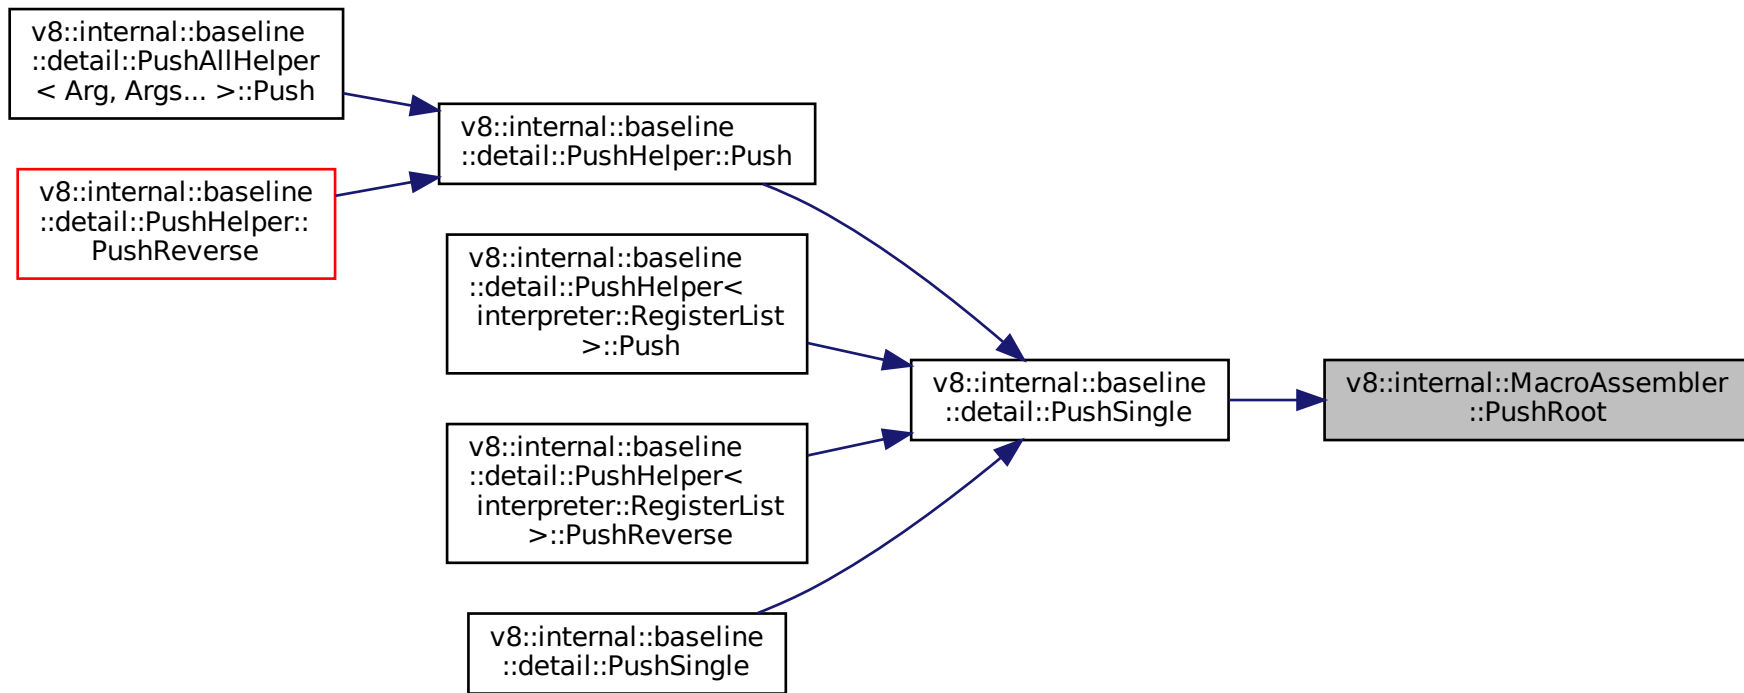 v8::internal::baseline
::detail::PushAllHelper
< Arg, Args... >::Push
v8::internal::baseline
::detail::PushHelper::
PushReverse
v8::internal::baseline
::detail::PushHelper::Push
v8::internal::baseline
::detail::PushHelper<
interpreter::RegisterList
>::Push
v8::internal::baseline
::detail::PushHelper<
interpreter::RegisterList
>::PushReverse
v8::internal::baseline
::detail::PushSingle
v8::internal::baseline
::detail::PushSingle
v8::internal::MacroAssembler
::PushRoot